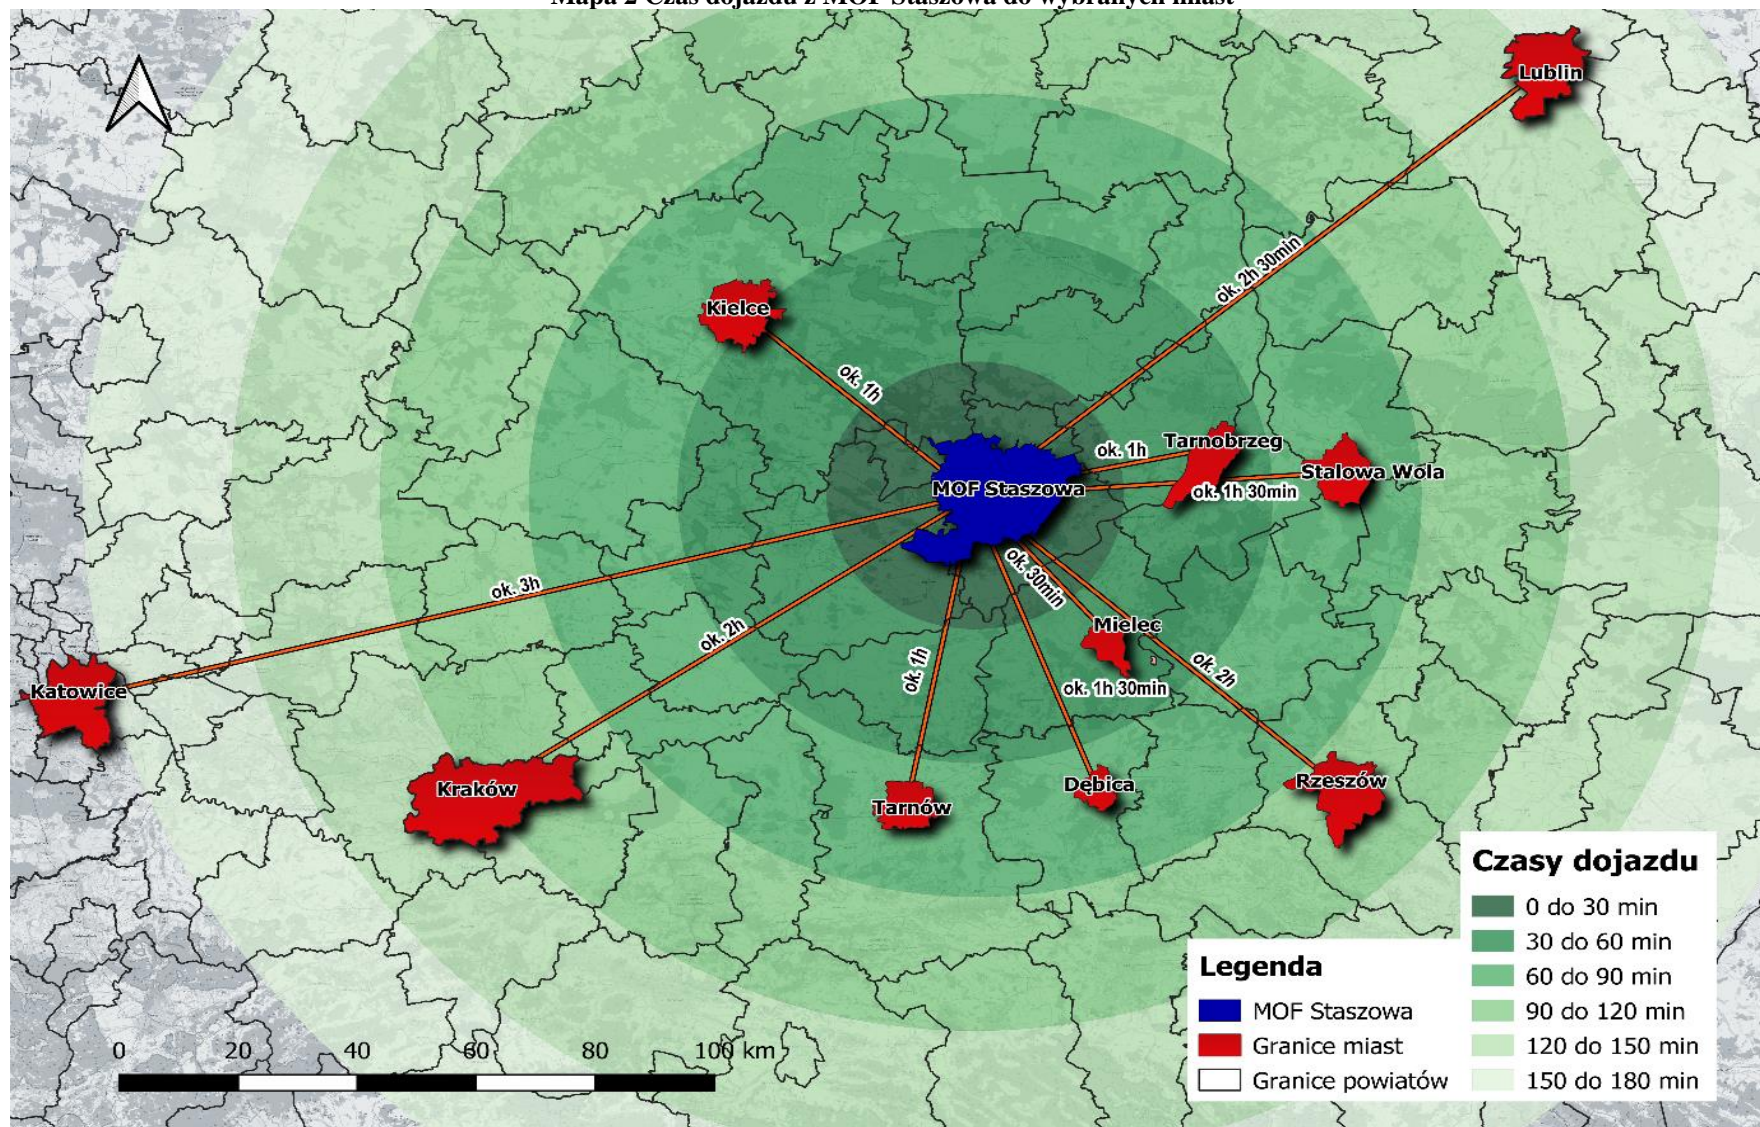 Mapa 2 Czas dojazdu z MOF Staszowa do wybranych miast
Lublin
ok. 2h 30min
Kielce
ok. 1h
Tarnobrzeg
ok. 1h
Stalowa Wola
MOF Staszowa
ok. 1h 30min
ok. 30min
ok. 3h
Mielec
ok. 2h
ok. 1h
ok. 2h
ok. 1h 30min
Katowice
Kraków
Tarnów
Dębica
Rzeszów
Czasy dojazdu
0 do 30 min
30 do 60 min
60 do 90 min
90 do 120 min
120 do 150 min
150 do 180 min
Legenda
MOF Staszowa
Granice miast
Granice powiatów
0 20 40 60 80 100 km